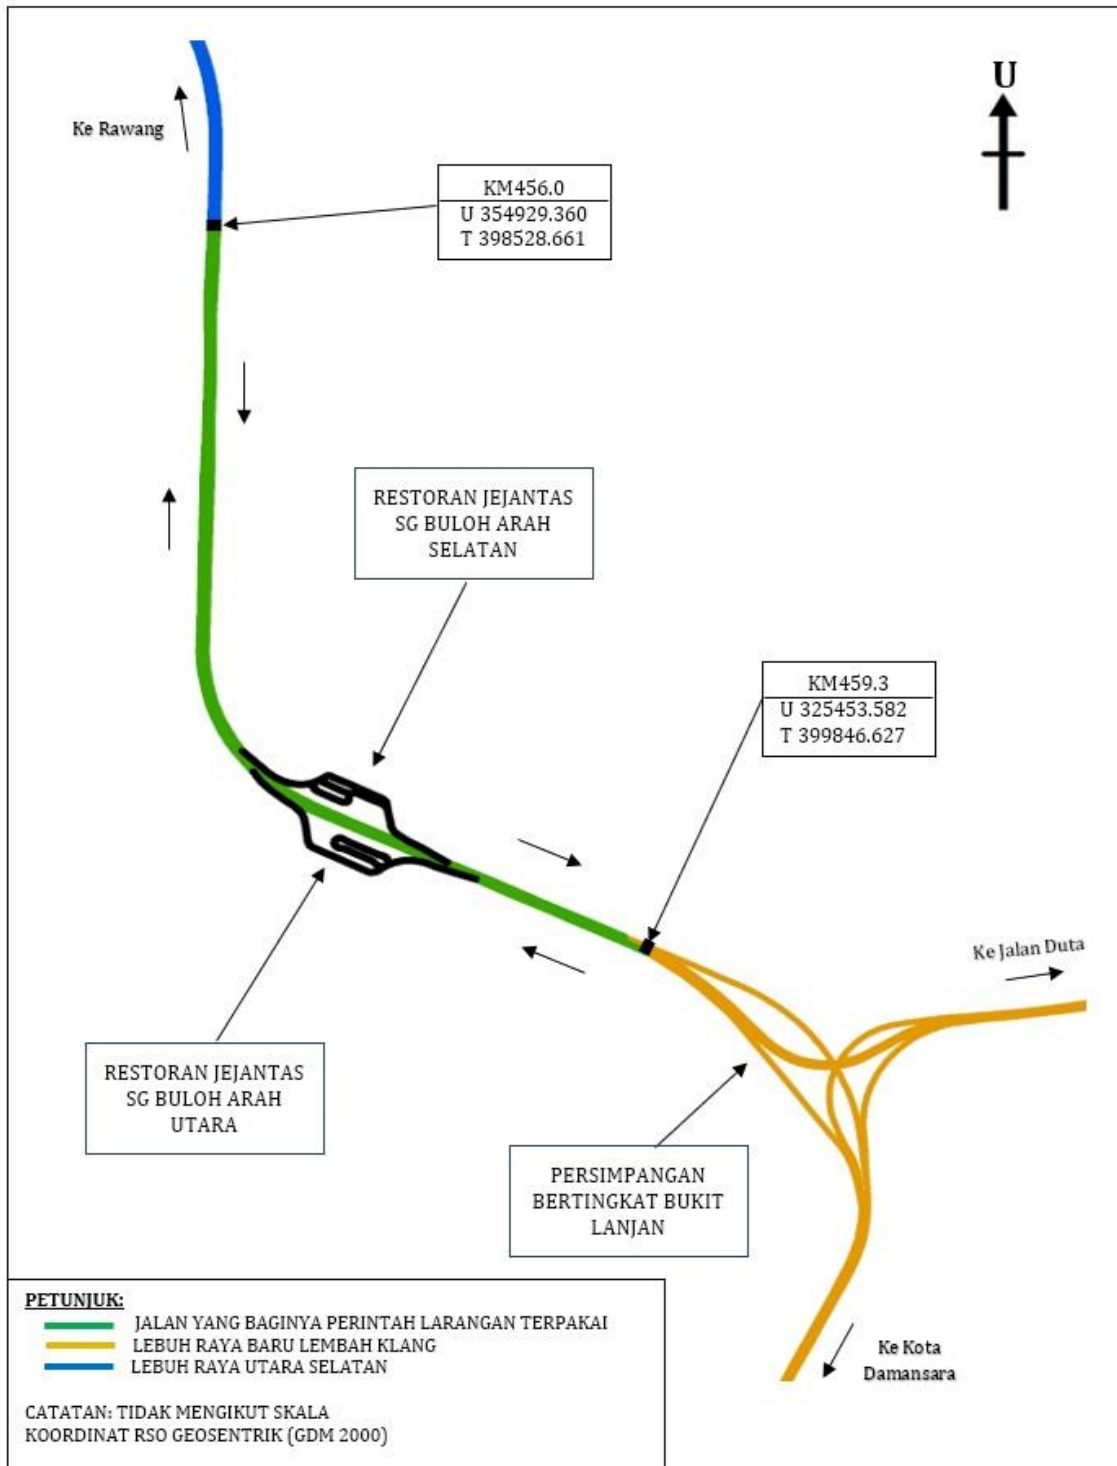 U
Ke Rawang
KM456.0
U 354929.360
T 398528.661
RESTORAN JEJANTAS
SG BULOH ARAH
SELATAN
KM459.3
U 325453.582
T 399846.627
Ke Jalan Duta
RESTORAN JEJANTAS
SG BULOH ARAH
UTARA
PERSIMPANGAN
BERTINGKAT BUKIT
LANJAN
Ke Kota
Damansara
PETUNJUK:
JALAN YANG BAGINYA PERINTAH LARANGAN TERPAKAI
LEBUH RAYA BARU LEMBAH KLANG
LEBUH RAYA UTARA SELATAN
CATATAN: TIDAK MENGIKUT SKALA
KOORDINAT RSO GEOSENTRIK (GDM 2000)